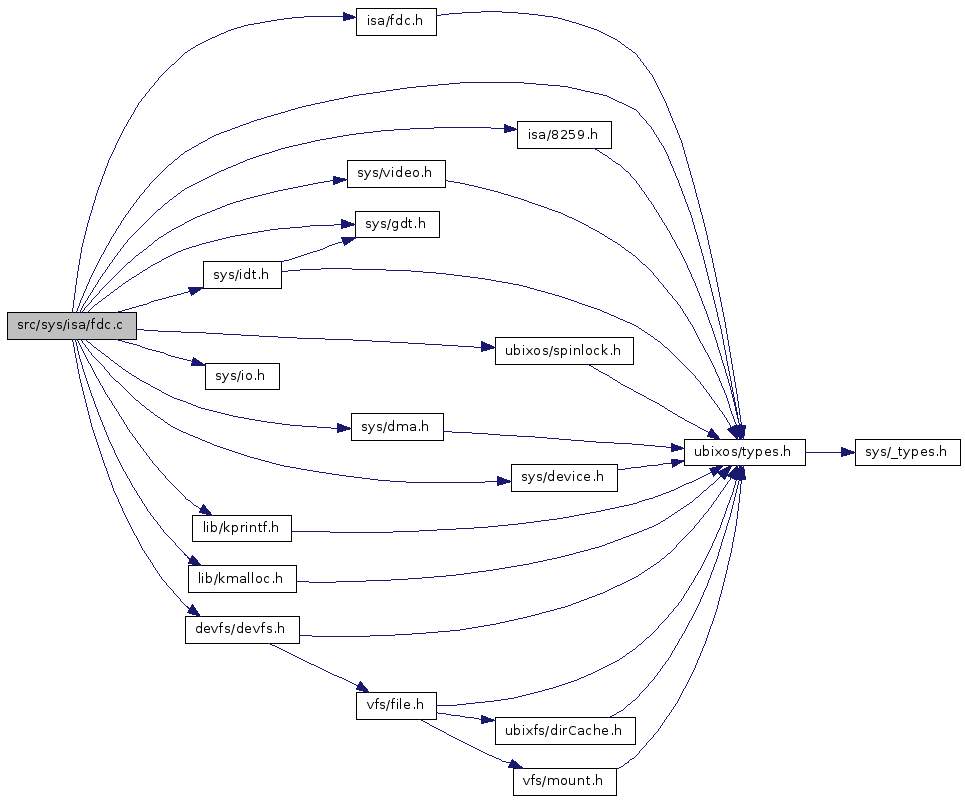 isa/fdc.h
isa/8259.h
sys/video.h
sys/gdt.h
sys/idt.h
src/sys/isa/fdc.c
ubixos/spinlock.h
sys/io.h
sys/dma.h
ubixos/types.h
sys/_types.h
sys/device.h
lib/kprintf.h
lib/kmalloc.h
devfs/devfs.h
vfs/file.h
ubixfs/dirCache.h
vfs/mount.h